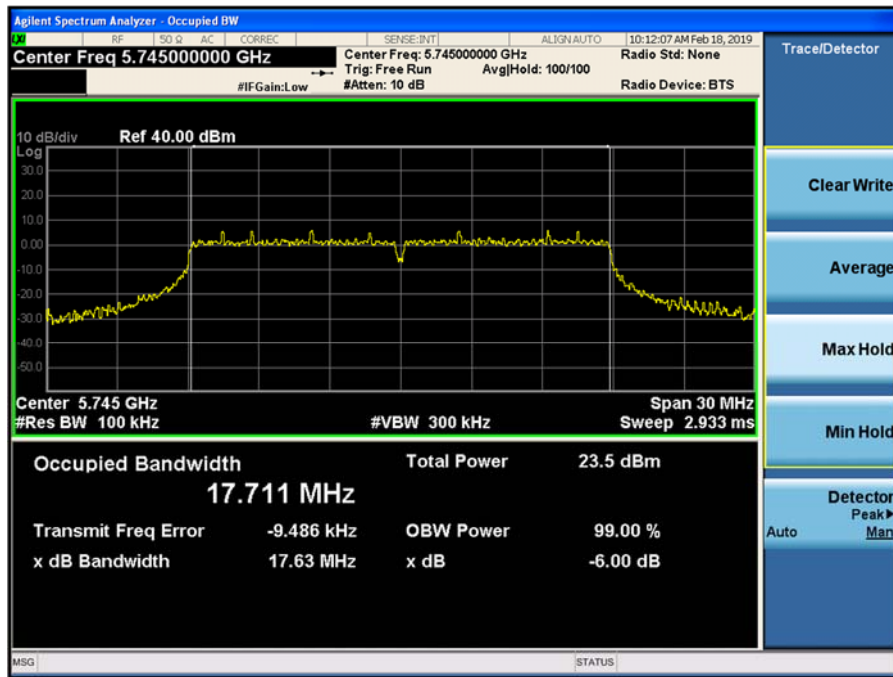 Agilent Spectrum Analyzer - Occupied BW
LXI RF 50 Ω AC CORREC SENSE:INT ALIGN AUTO 10:12:07 AM Feb 18, 2019
Center Freq 5.745000000 GHz
Center Freq: 5.745000000 GHz Radio Std: None
Trig: Free Run Avg|Hold: 100/100
#IFGain:Low #Atten: 10 dB Radio Device: BTS
Trace/Detector
10 dB/div Ref 40.00 dBm
Log
30.0
20.0
10.0
0.00
-10.0
-20.0
-30.0
-40.0
-50.0
Center 5.745 GHz Span 30 MHz
#Res BW 100 kHz #VBW 300 kHz Sweep 2.933 ms
Clear Write
Average
Max Hold
Min Hold
Detector
Peak▶
Auto Man
Occupied Bandwidth Total Power 23.5 dBm
17.711 MHz
Transmit Freq Error -9.486 kHz OBW Power 99.00 %
x dB Bandwidth 17.63 MHz x dB -6.00 dB
MSG STATUS